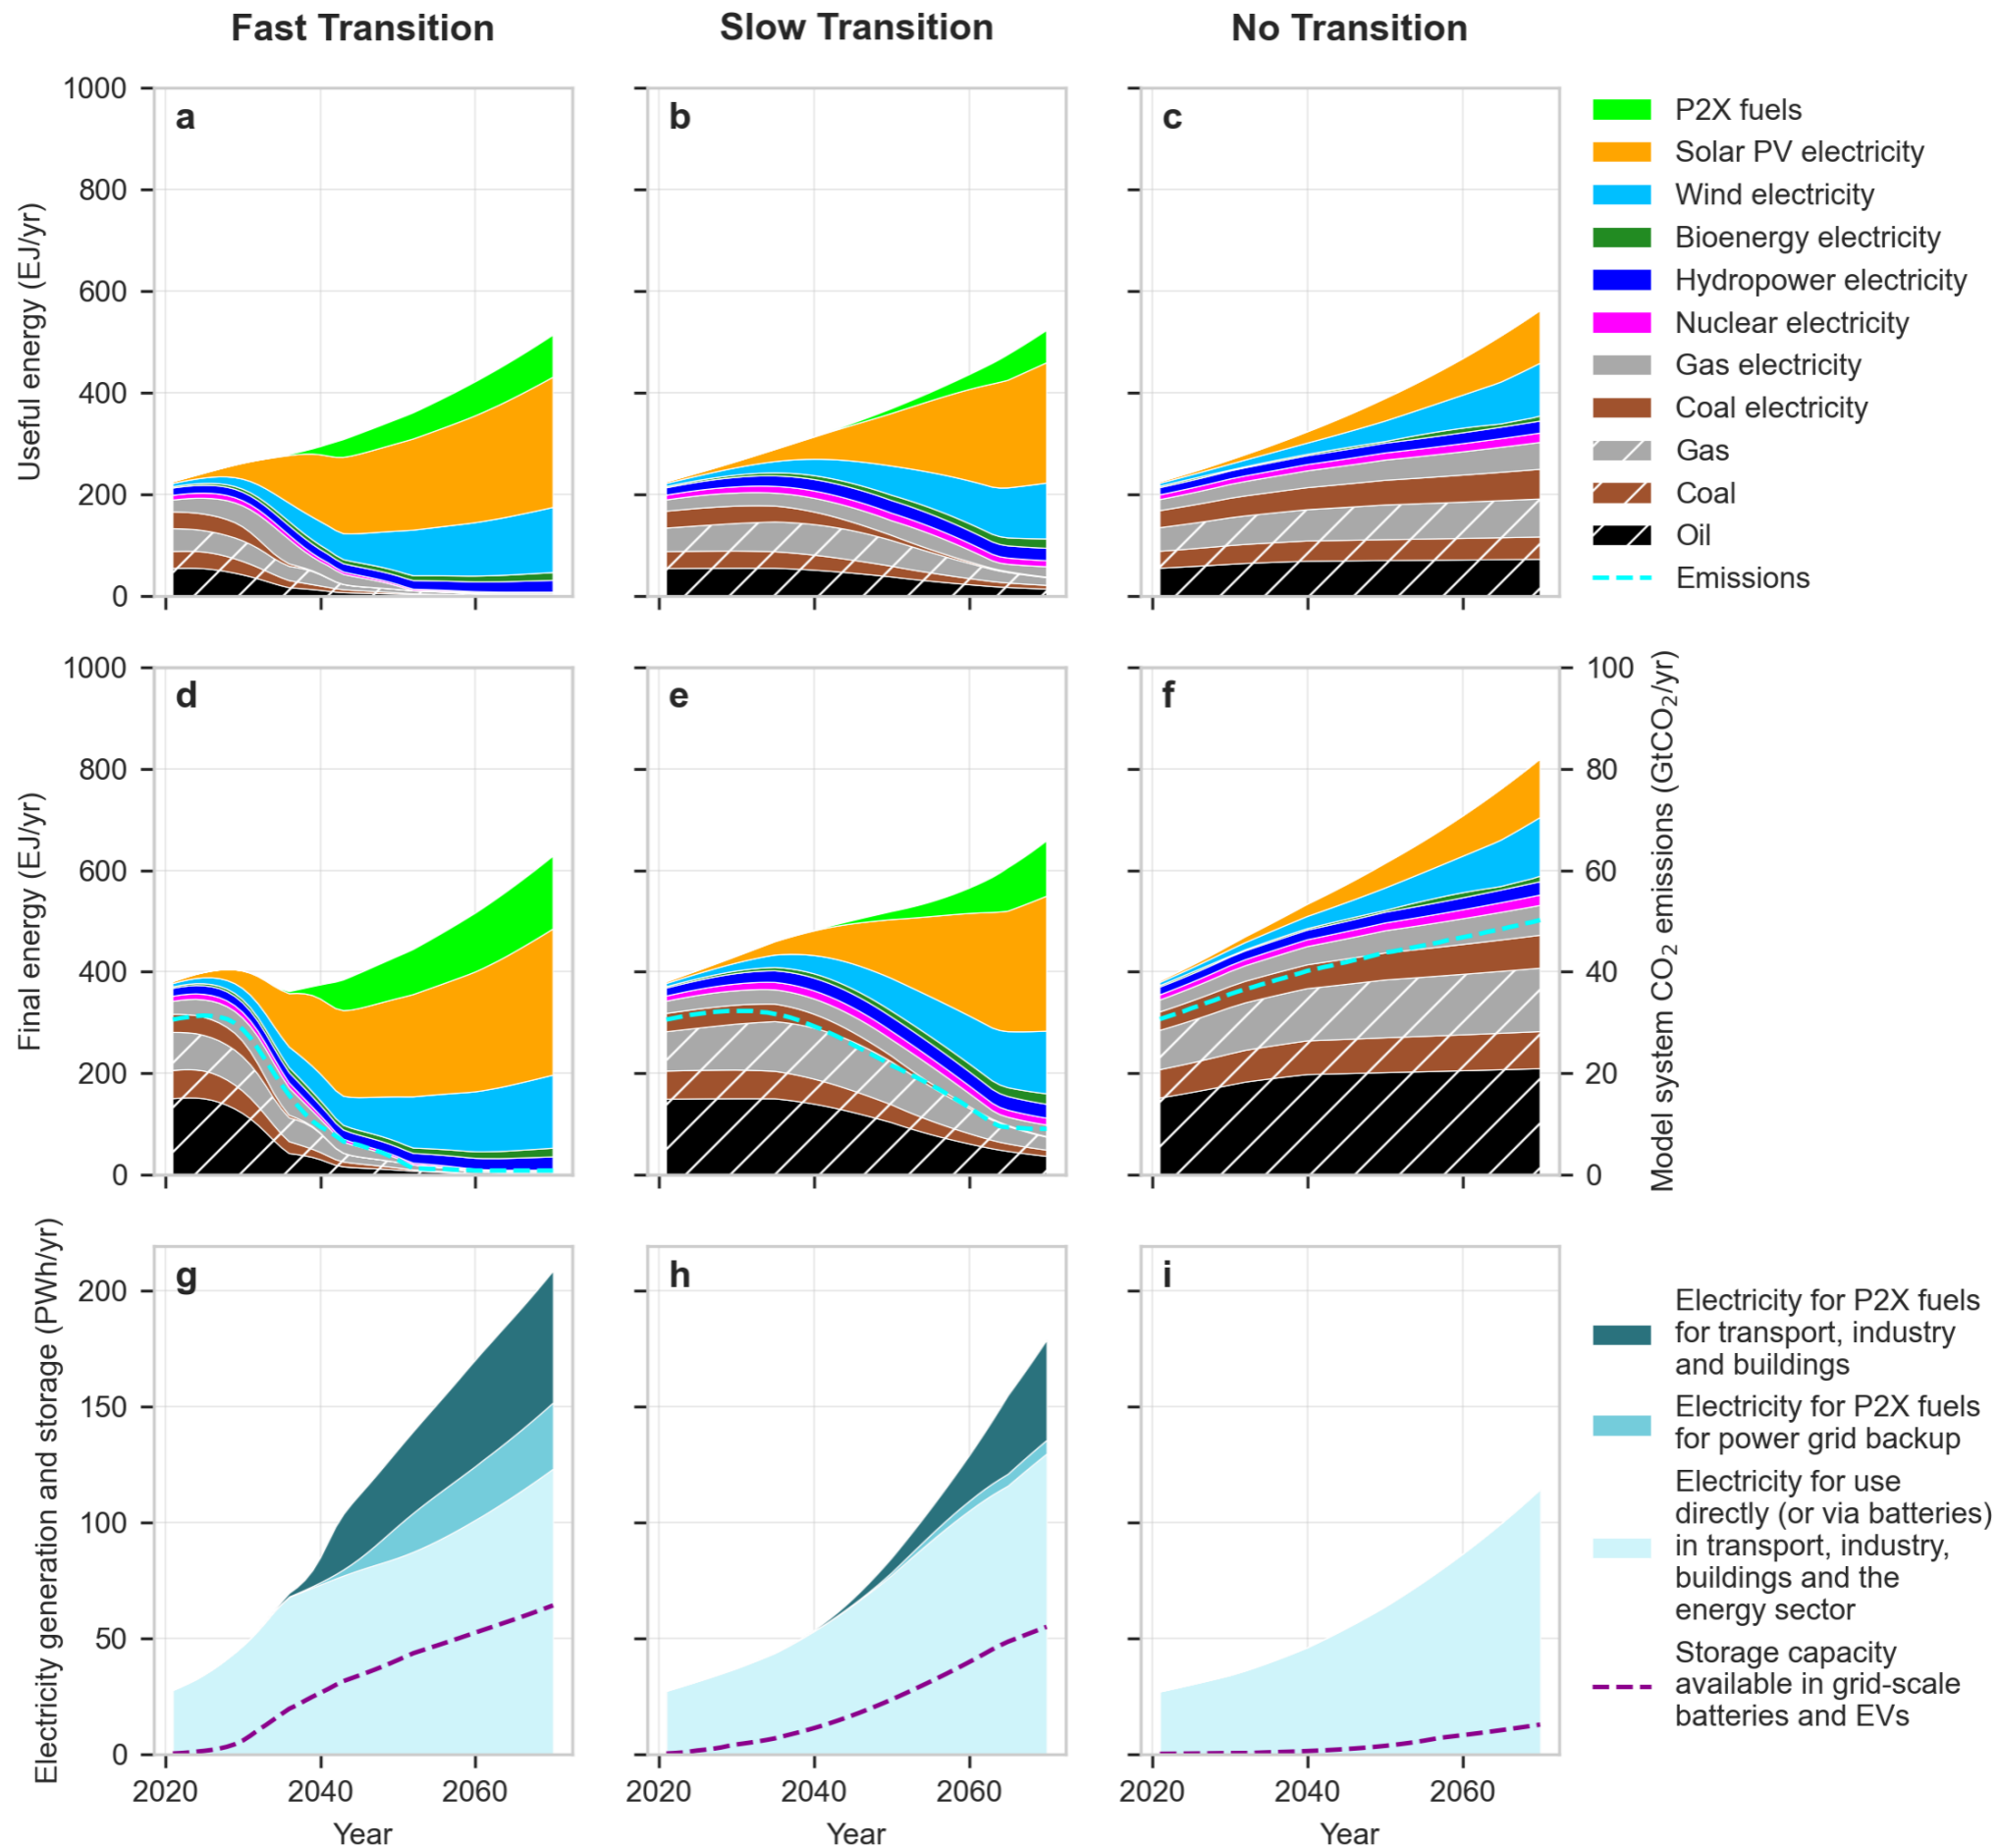 Fast Transition
Slow Transition
No Transition
Useful energy (EJ/yr)
1000
800
600
400
200
0
a
b
c
P2X fuels
Solar PV electricity
Wind electricity
Bioenergy electricity
Hydropower electricity
Nuclear electricity
Gas electricity
Coal electricity
Gas
Coal
Oil
Emissions
Final energy (EJ/yr)
1000
800
600
400
200
0
d
e
f
100
80
60
40
20
0
Model system CO₂ emissions (GtCO₂/yr)
Electricity generation and storage (PWh/yr)
200
150
100
50
0
g
h
i
2020
2040
2060
2020
2040
2060
2020
2040
2060
Year
Year
Year
Electricity for P2X fuels
for transport, industry
and buildings
Electricity for P2X fuels
for power grid backup
Electricity for use
directly (or via batteries)
in transport, industry,
buildings and the
energy sector
Storage capacity
available in grid-scale
batteries and EVs